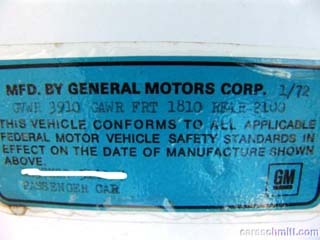 MFD. BY GENERAL MOTORS CORP. 1/72
GVWR 3910 GAWR FRT 1810 REAR 2100
THIS VEHICLE CONFORMS TO ALL APPLICABLE
FEDERAL MOTOR VEHICLE SAFETY STANDARDS IN
EFFECT ON THE DATE OF MANUFACTURE SHOWN
ABOVE.
PASSENGER CAR
GM
carsschmitt.com